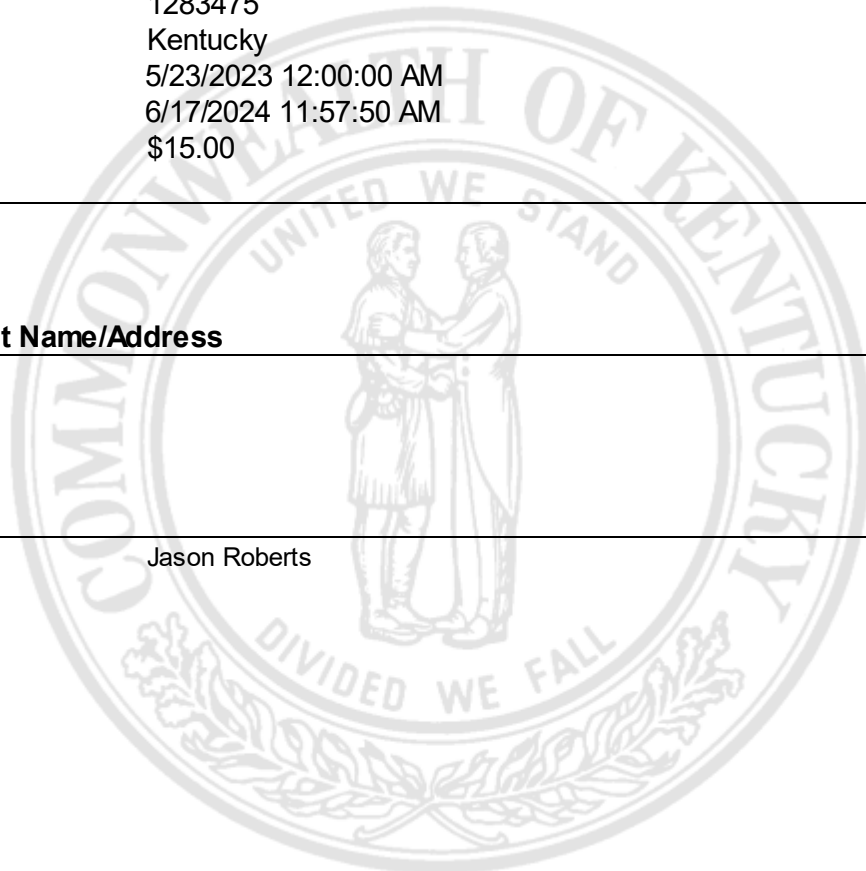 1283475
Kentucky
5/23/2023 12:00:00 AM
6/17/2024 11:57:50 AM
$15.00
COMMONWEALTH OF KENTUCKY
UNITED WE STAND
t Name/Address
Jason Roberts
DIVIDED WE FALL